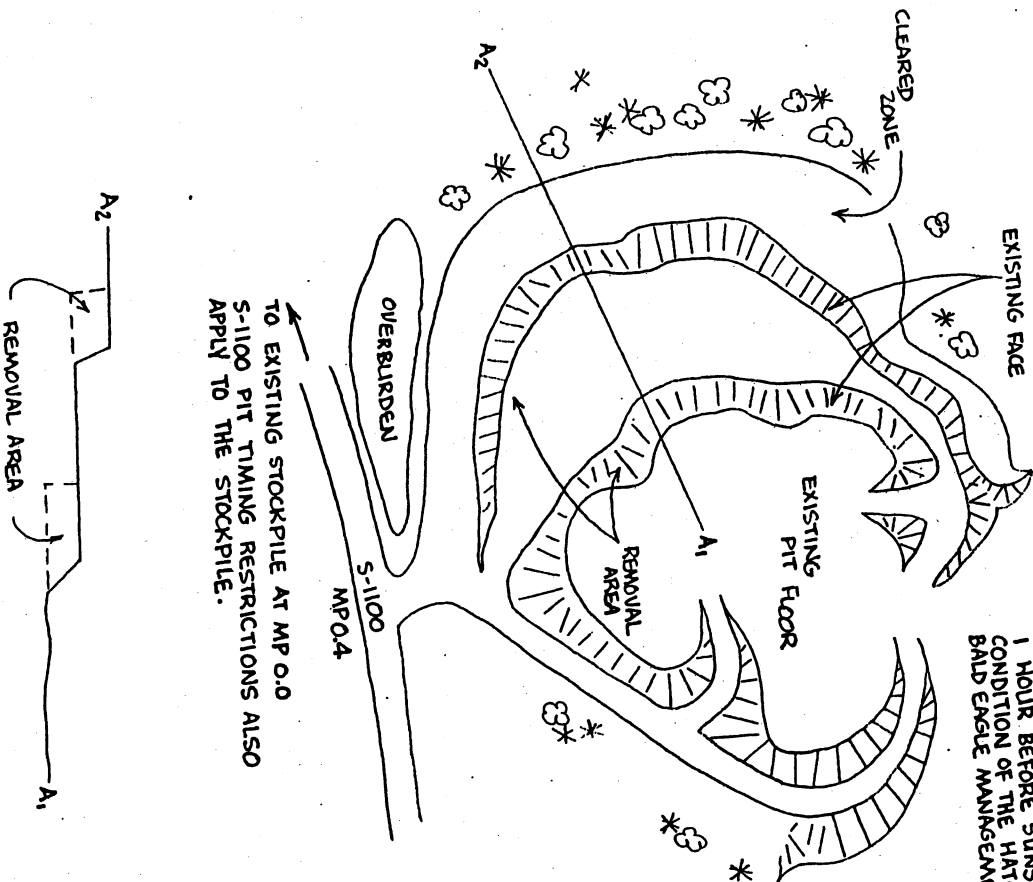 1 HOUR BEFORE SUNS
CONDITION OF THE HAT
BALD EAGLE MANAGEME
EXISTING FACE
CLEARED
ZONE
EXISTING
PIT FLOOR
A1
REMOVAL
AREA
A2
OVERBURDEN
S-1100
MP 0.4
TO EXISTING STOCKPILE AT MP 0.0
S-1100 PIT TIMING RESTRICTIONS ALSO
APPLY TO THE STOCKPILE.
A2
A1
REMOVAL AREA